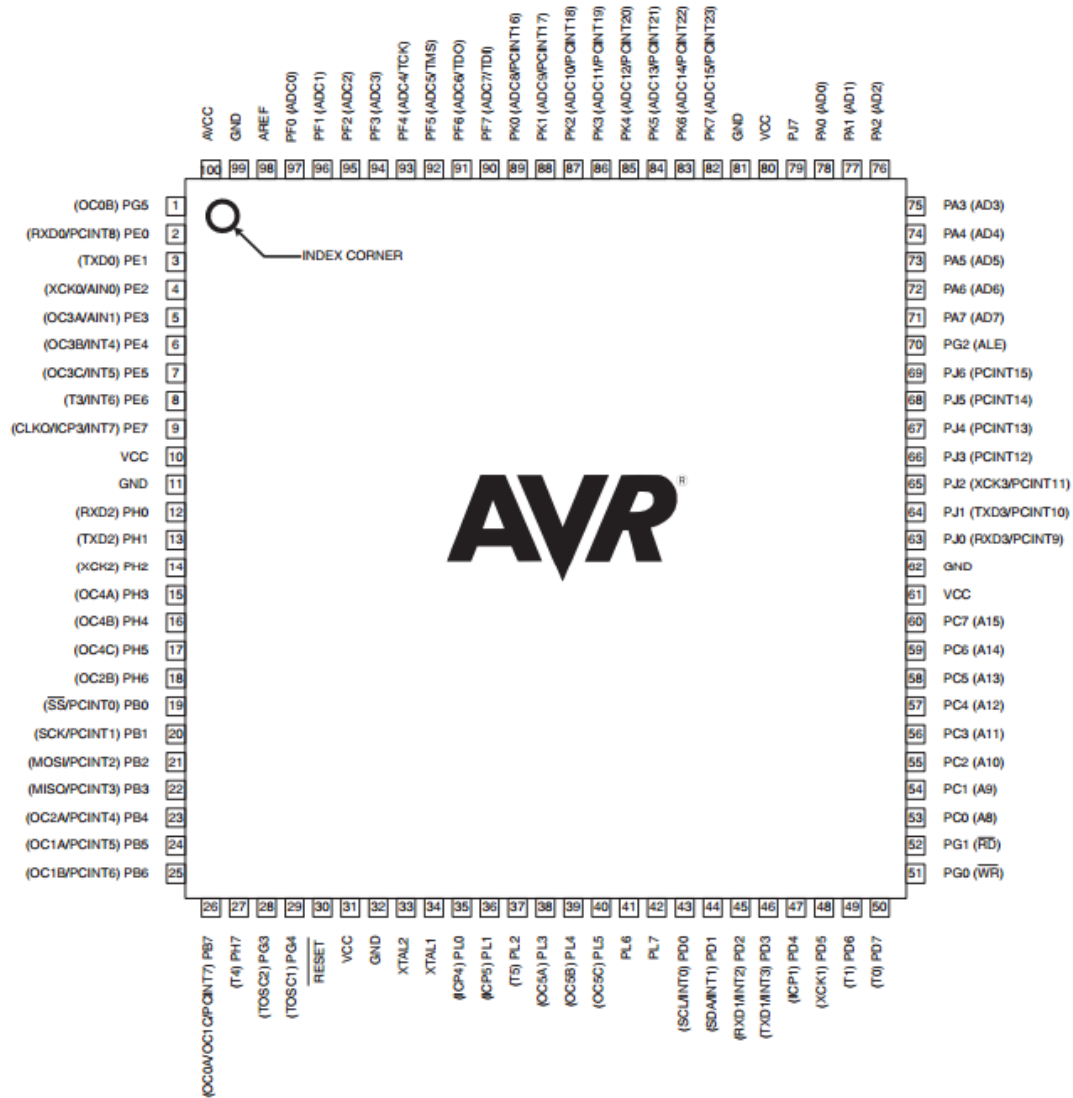 AVCC
GND
AREF
PF0 (ADC0)
PF1 (ADC1)
PF2 (ADC2)
PF3 (ADC3)
PF4 (ADC4/TCK)
PF5 (ADC5/TMS)
PF6 (ADC6/TDO)
PF7 (ADC7/TDI)
PK0 (ADC8/PCINT16)
PK1 (ADC9/PCINT17)
PK2 (ADC10/PCINT18)
PK3 (ADC11/PCINT19)
PK4 (ADC12/PCINT20)
PK5 (ADC13/PCINT21)
PK6 (ADC14/PCINT22)
PK7 (ADC15/PCINT23)
GND
VCC
PJ7
PA0 (AD0)
PA1 (AD1)
PA2 (AD2)
100 99 98 97 96 95 94 93 92 91 90 89 88 87 86 85 84 83 82 81 80 79 78 77 76
(OC0B) PG5 1
(RXD0/PCINT8) PE0 2
(TXD0) PE1 3
(XCK0/AIN0) PE2 4
(OC3A/AIN1) PE3 5
(OC3B/INT4) PE4 6
(OC3C/INT5) PE5 7
(T3/INT6) PE6 8
(CLKO/ICP3/INT7) PE7 9
VCC 10
GND 11
(RXD2) PH0 12
(TXD2) PH1 13
(XCK2) PH2 14
(OC4A) PH3 15
(OC4B) PH4 16
(OC4C) PH5 17
(OC2B) PH6 18
(SS/PCINT0) PB0 19
(SCK/PCINT1) PB1 20
(MOSI/PCINT2) PB2 21
(MISO/PCINT3) PB3 22
(OC2A/PCINT4) PB4 23
(OC1A/PCINT5) PB5 24
(OC1B/PCINT6) PB6 25
INDEX CORNER
AVR®
75 PA3 (AD3)
74 PA4 (AD4)
73 PA5 (AD5)
72 PA6 (AD6)
71 PA7 (AD7)
70 PG2 (ALE)
69 PJ6 (PCINT15)
68 PJ5 (PCINT14)
67 PJ4 (PCINT13)
66 PJ3 (PCINT12)
65 PJ2 (XCK3/PCINT11)
64 PJ1 (TXD3/PCINT10)
63 PJ0 (RXD3/PCINT9)
62 GND
61 VCC
60 PC7 (A15)
59 PC6 (A14)
58 PC5 (A13)
57 PC4 (A12)
56 PC3 (A11)
55 PC2 (A10)
54 PC1 (A9)
53 PC0 (A8)
52 PG1 (RD)
51 PG0 (WR)
26 27 28 29 30 31 32 33 34 35 36 37 38 39 40 41 42 43 44 45 46 47 48 49 50
(OC0A/OC1C/PCINT7) PB7
(T4) PH7
(TOSC2) PG3
(TOSC1) PG4
RESET
VCC
GND
XTAL2
XTAL1
(ICP4) PL0
(ICP5) PL1
(T5) PL2
(OC5A) PL3
(OC5B) PL4
(OC5C) PL5
PL6
PL7
(SCL/INT0) PD0
(SDA/INT1) PD1
(RXD1/INT2) PD2
(TXD1/INT3) PD3
(ICP1) PD4
(XCK1) PD5
(T1) PD6
(T0) PD7